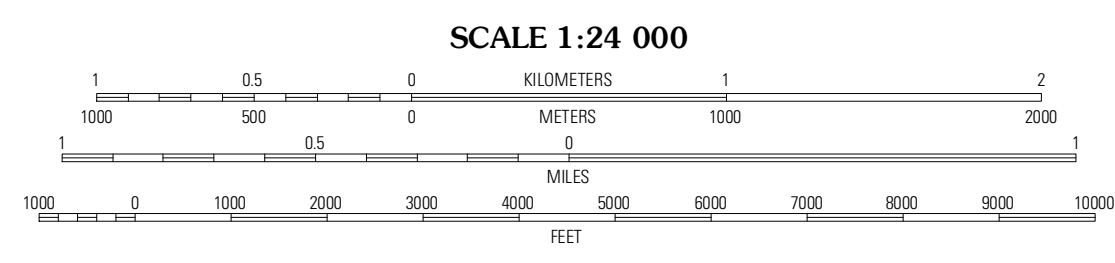 SCALE 1:24 000
1 0.5 0 KILOMETERS 1 2
1000 500 0 METERS 1000 2000
1 0.5 0 1
MILES
1000 0 1000 2000 3000 4000 5000 6000 7000 8000 9000 10000
FEET